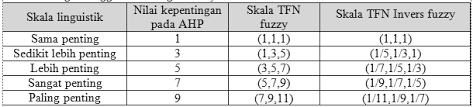 Skala linguistik Nilai kepentingan pada AHP Skala TFN fuzzy Skala TFN Invers fuzzy
Sama penting 1 (1,1,1) (1,1,1)
Sedikit lebih penting 3 (1,3,5) (1/5,1/3,1)
Lebih penting 5 (3,5,7) (1/7,1/5,1/3)
Sangat penting 7 (5,7,9) (1/9,1/7,1/5)
Paling penting 9 (7,9,11) (1/11,1/9,1/7)